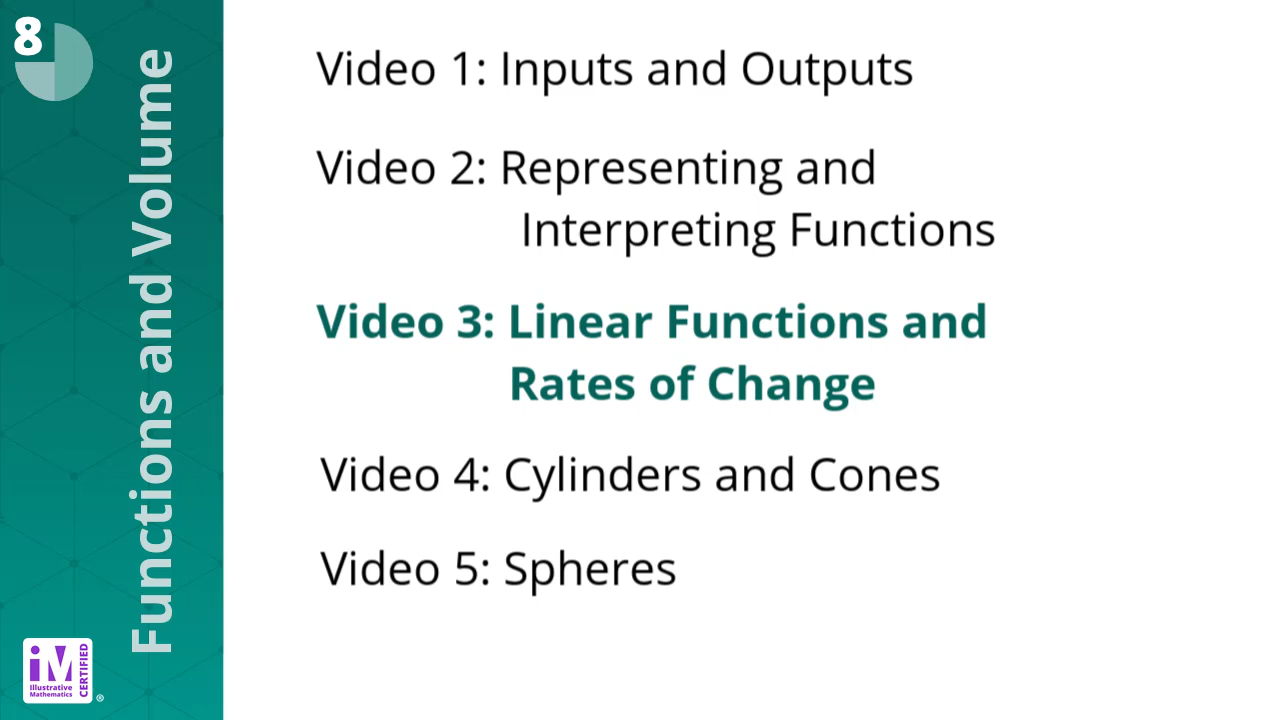 8
Functions and Volume
Video 1: Inputs and Outputs
Video 2: Representing and
Interpreting Functions
Video 3: Linear Functions and
Rates of Change
Video 4: Cylinders and Cones
Video 5: Spheres
iM
Illustrative
Mathematics
CERTIFIED
®